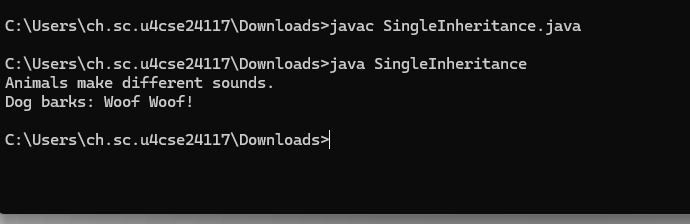 C:\Users\ch.sc.u4cse24117\Downloads>javac SingleInheritance.java
C:\Users\ch.sc.u4cse24117\Downloads>java SingleInheritance
Animals make different sounds.
Dog barks: Woof Woof!
C:\Users\ch.sc.u4cse24117\Downloads>